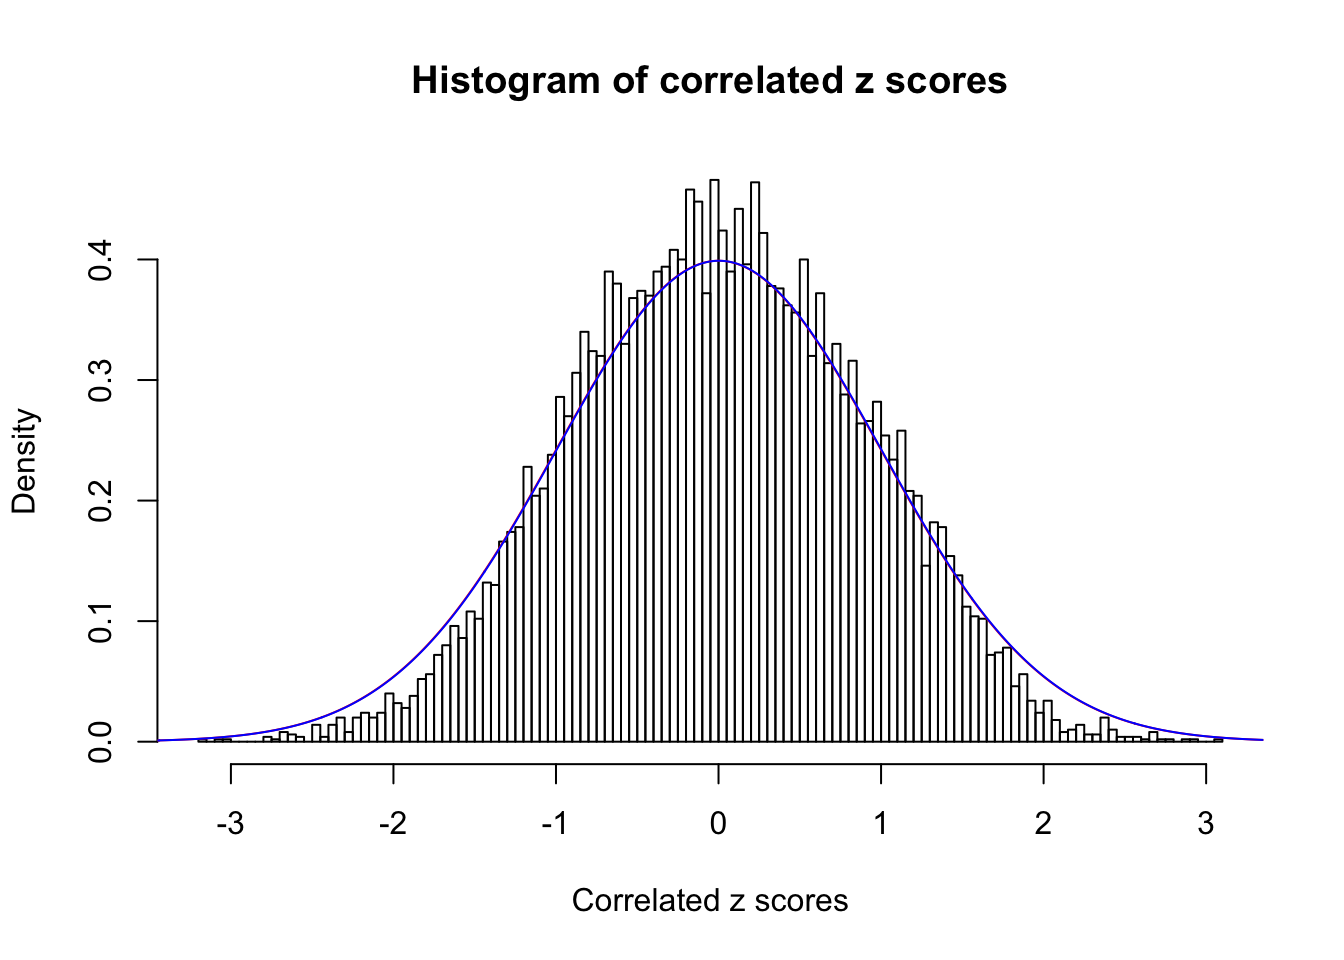 Histogram of correlated z scores
Density
0.4
0.3
0.2
0.1
0.0
-3 -2 -1 0 1 2 3
Correlated z scores